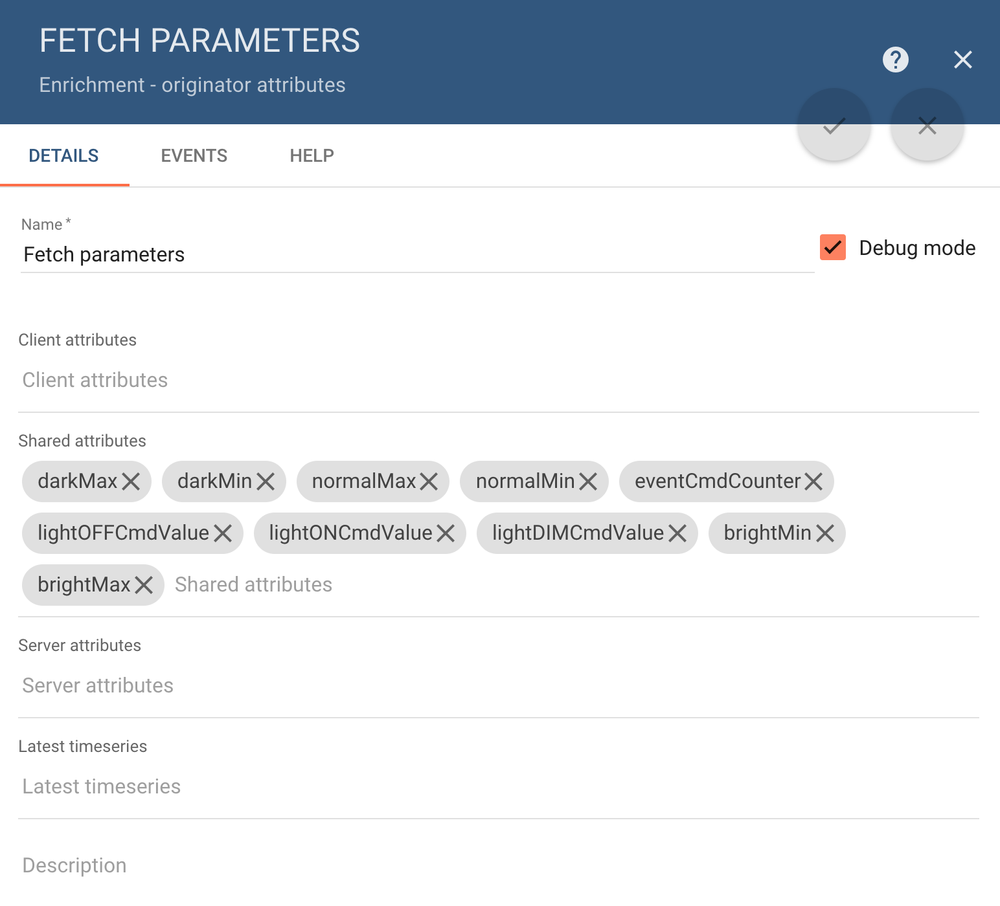 FETCH PARAMETERS
Enrichment - originator attributes
DETAILS EVENTS HELP
Name *
Fetch parameters
Debug mode
Client attributes
Client attributes
Shared attributes
darkMax darkMin normalMax normalMin eventCmdCounter
lightOFFCmdValue lightONCmdValue lightDIMCmdValue brightMin
brightMax Shared attributes
Server attributes
Server attributes
Latest timeseries
Latest timeseries
Description